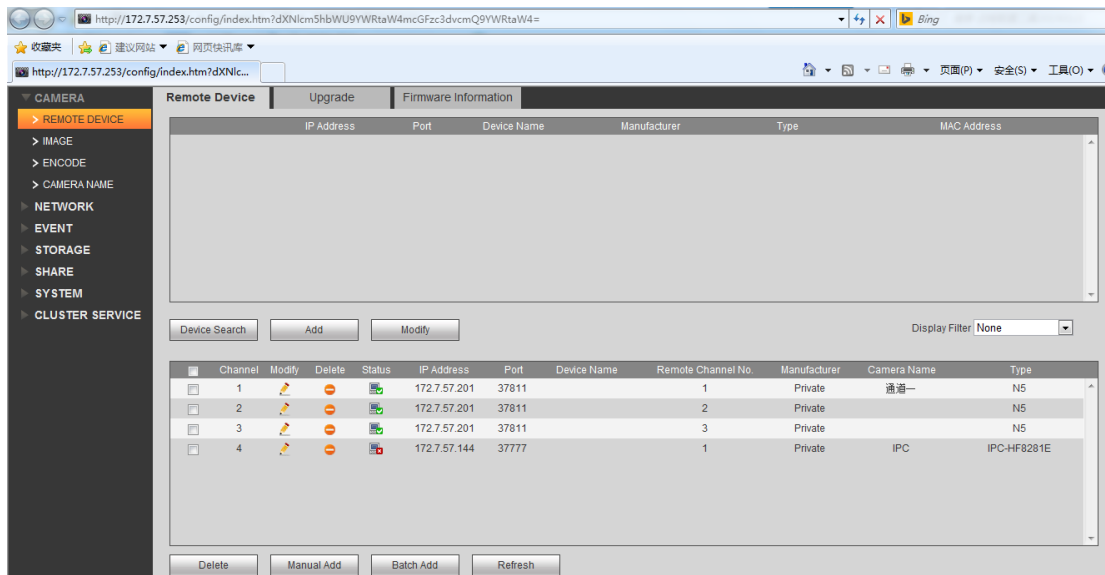 http://172.7.57.253/config/index.htm?dXNlcm5hbWU9YWRtaW4mcGFzc3dvcmQ9YWRtaW4= Bing
收藏夹 建议网站 网页快讯库
http://172.7.57.253/config/index.htm?dXNlc... 页面(P) 安全(S) 工具(O)
CAMERA
REMOTE DEVICE
IMAGE
ENCODE
CAMERA NAME
NETWORK
EVENT
STORAGE
SHARE
SYSTEM
CLUSTER SERVICE
Remote Device Upgrade Firmware Information
IP Address Port Device Name Manufacturer Type MAC Address
Device Search Add Modify Display Filter None
Channel Modify Delete Status IP Address Port Device Name Remote Channel No. Manufacturer Camera Name Type
1 172.7.57.201 37811 1 Private 通道一 N5
2 172.7.57.201 37811 2 Private N5
3 172.7.57.201 37811 3 Private N5
4 172.7.57.144 37777 1 Private IPC IPC-HF8281E
Delete Manual Add Batch Add Refresh